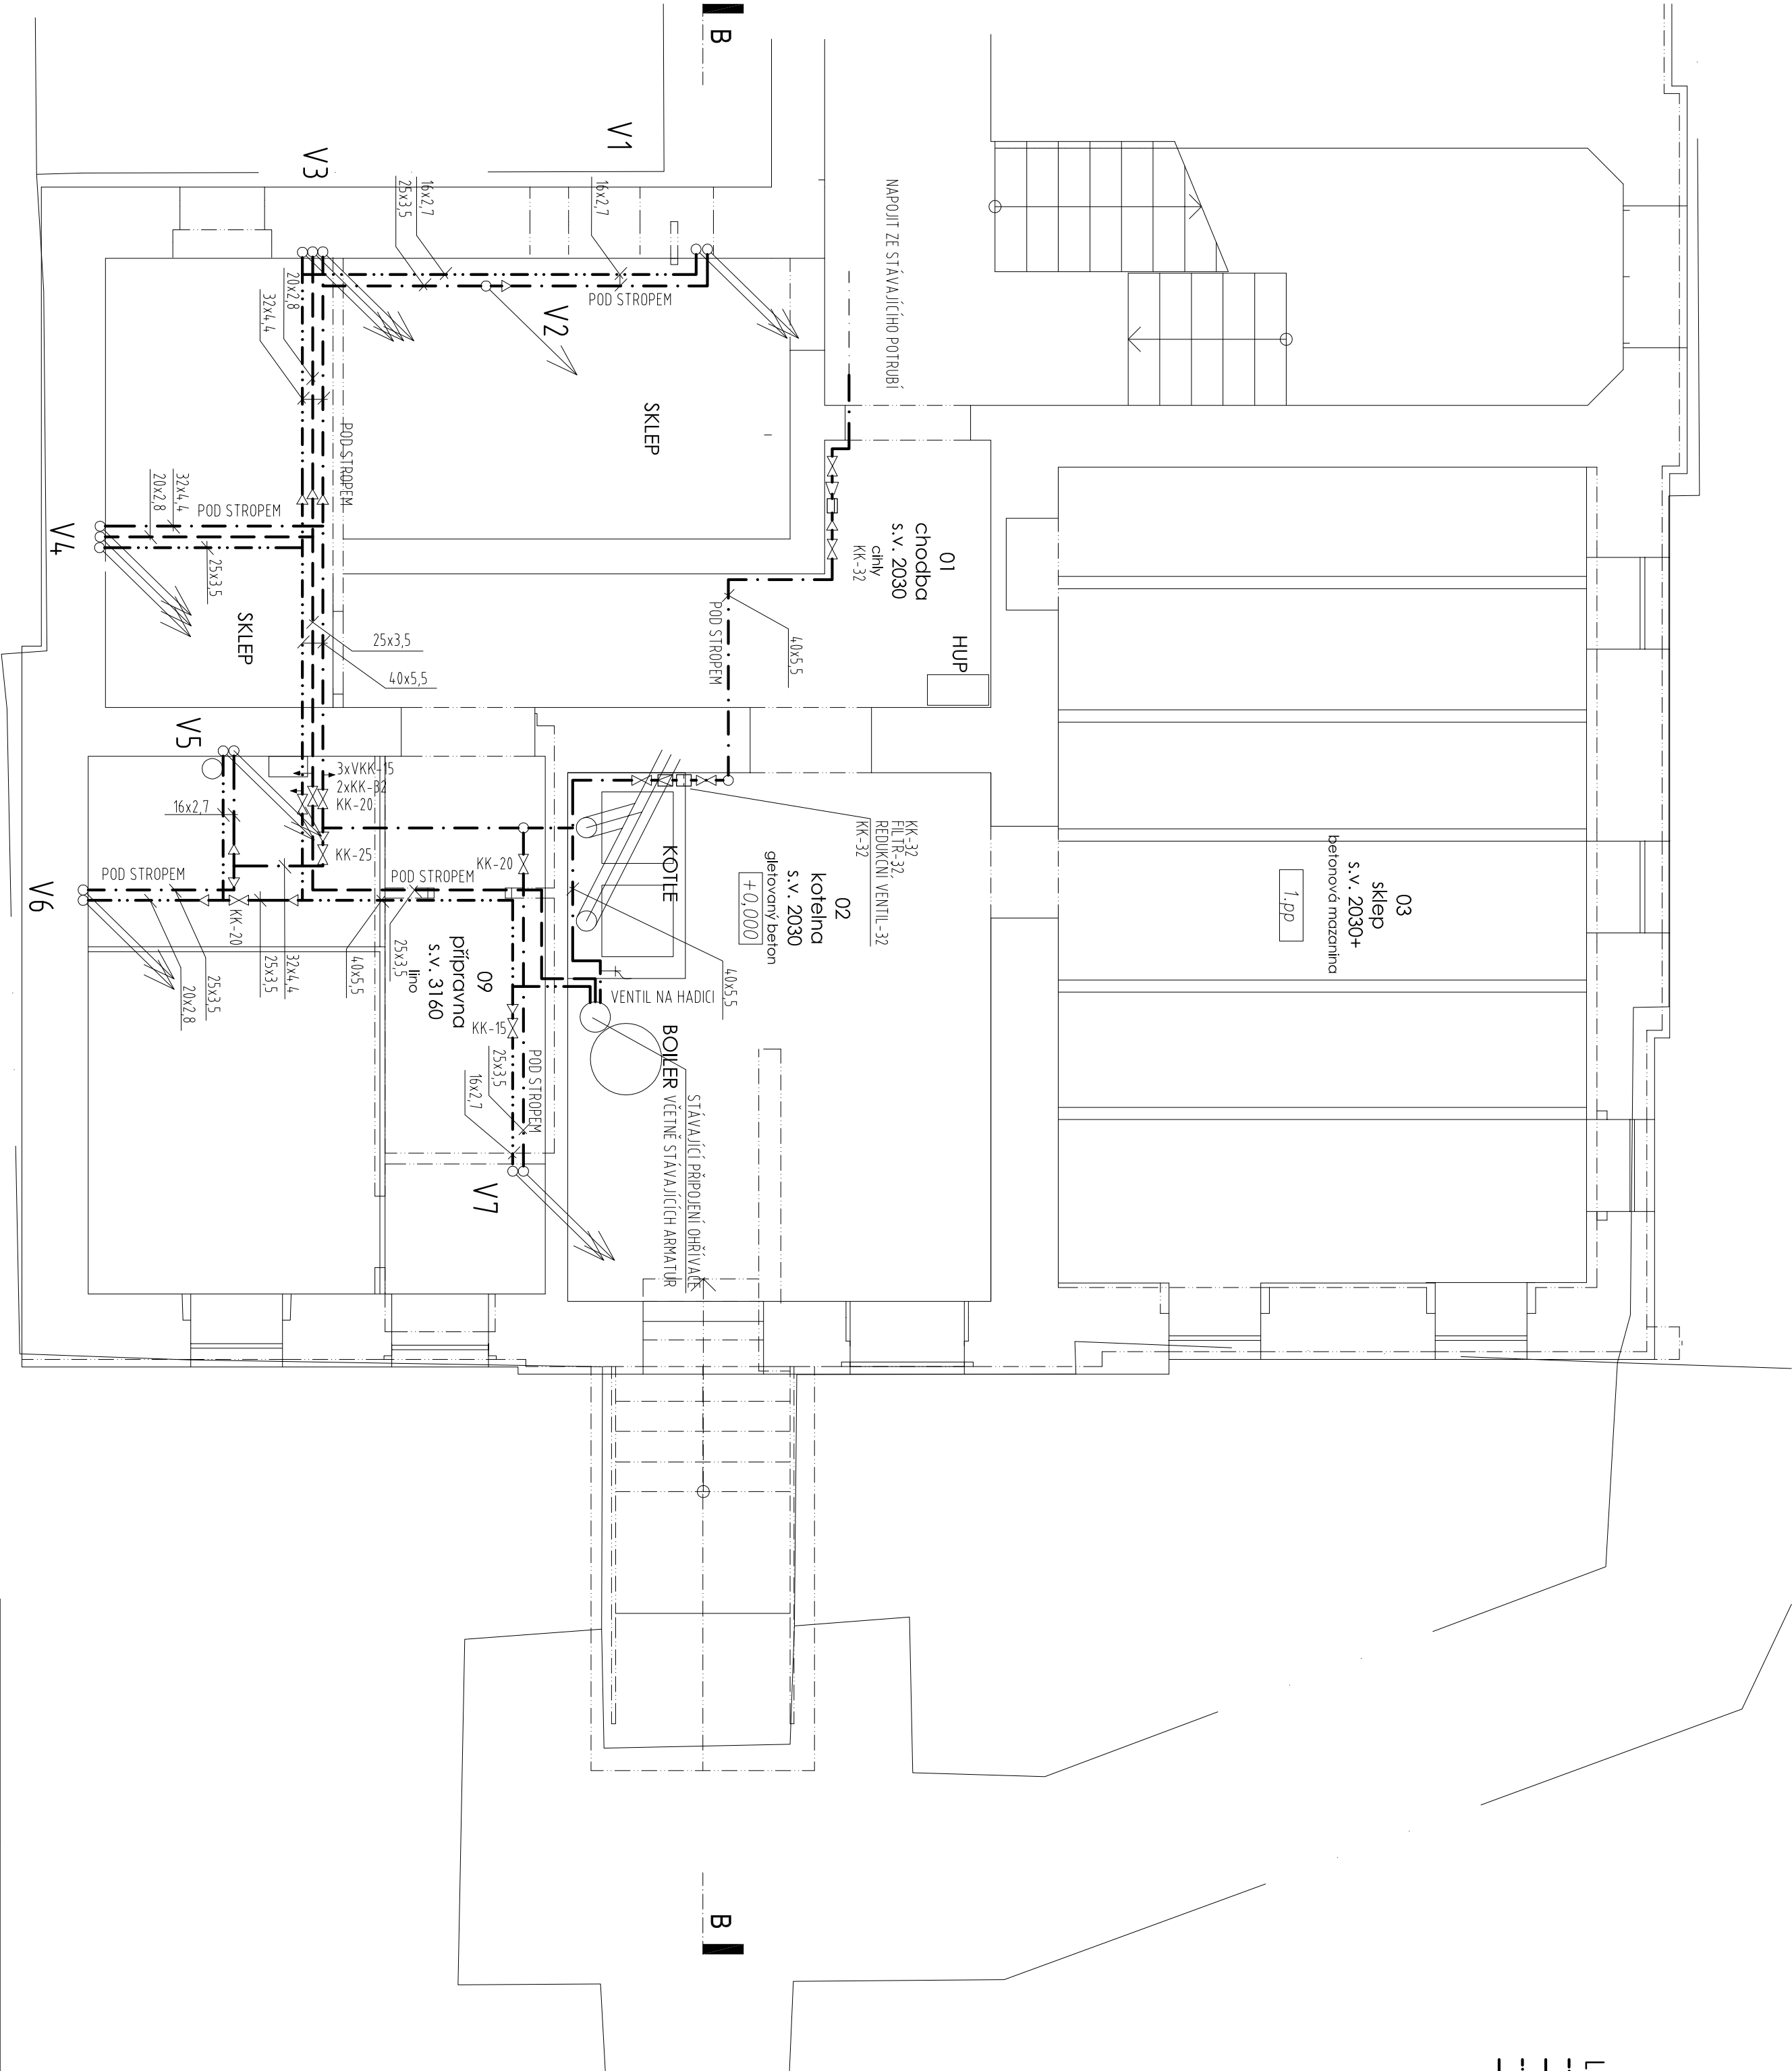 B
V1
V3
16x2,7
25x3,5
16x2,7
NAPOJIT ZE STÁVAJÍCÍHO POTRUBÍ
POD STROPEM
V2
20x2,8
32x4,4
SKLEP
POD STROPEM
32x4,4
20x2,8
POD STROPEM
V4
25x3,5
SKLEP
01
chodba
s.v. 2030
cihly
KK-32
HUP
POD STROPEM
40x5,5
25x3,5
40x5,5
V5
3xVKK-15
2xKK-32
KK-20
16x2,7
KK-25
POD STROPEM
V6
KK-20
POD STROPEM
KK-20
KOTLE
KK-32
FILTR-32,
REDUKČNÍ VENTIL-32
KK-32
02
kotelna
s.v. 2030
gletovaný beton
+0,000
03
sklep
s.v. 2030+
betonová mazanina
1.pp
25x3,5
20x2,8
32x4,4
25x3,5
40x5,5
25x3,5
09
přípravna
s.v. 3160
lino
40x5,5
VENTIL NA HADICI
KK-15
BOILER
POD STROPEM
25x3,5
16x2,7
STÁVAJÍCÍ PŘIPOJENÍ OHŘÍVAČE
VČETNĚ STÁVAJÍCÍCH ARMATUR
V7
B
L